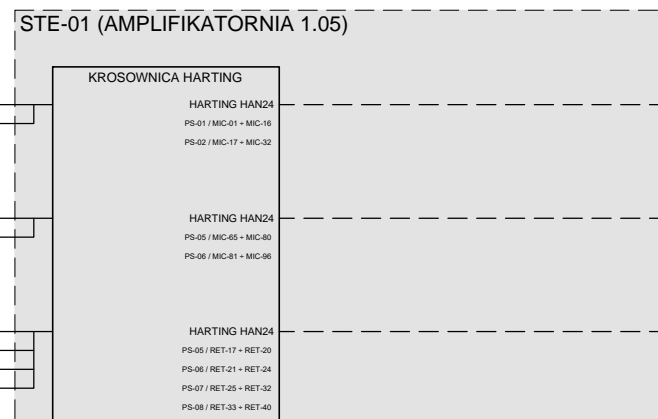 STE-01 (AMPLIFIKATORNIA 1.05)
KROSOWNICA HARTING
HARTING HAN24
PS-01 / MIC-01 ÷ MIC-16
PS-02 / MIC-17 ÷ MIC-32
HARTING HAN24
PS-05 / MIC-65 ÷ MIC-80
PS-06 / MIC-81 ÷ MIC-96
HARTING HAN24
PS-05 / RET-17 ÷ RET-20
PS-06 / RET-21 ÷ RET-24
PS-07 / RET-25 ÷ RET-32
PS-08 / RET-33 ÷ RET-40